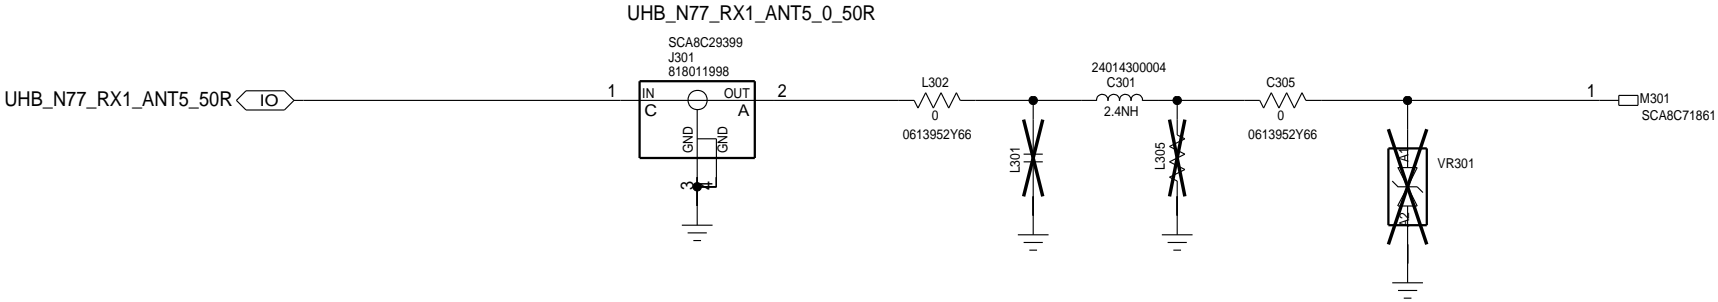 UHB_N77_RX1_ANT5_0_50R
SCA8C29399
J301
818011998
UHB_N77_RX1_ANT5_50R
IO
1
IN
OUT
C
A
GND
GND
3
4
2
L302
0
0613952Y66
L301
24014300004
C301
2.4NH
L305
C305
0
0613952Y66
A1
A2
VR301
1
M301
SCA8C71861